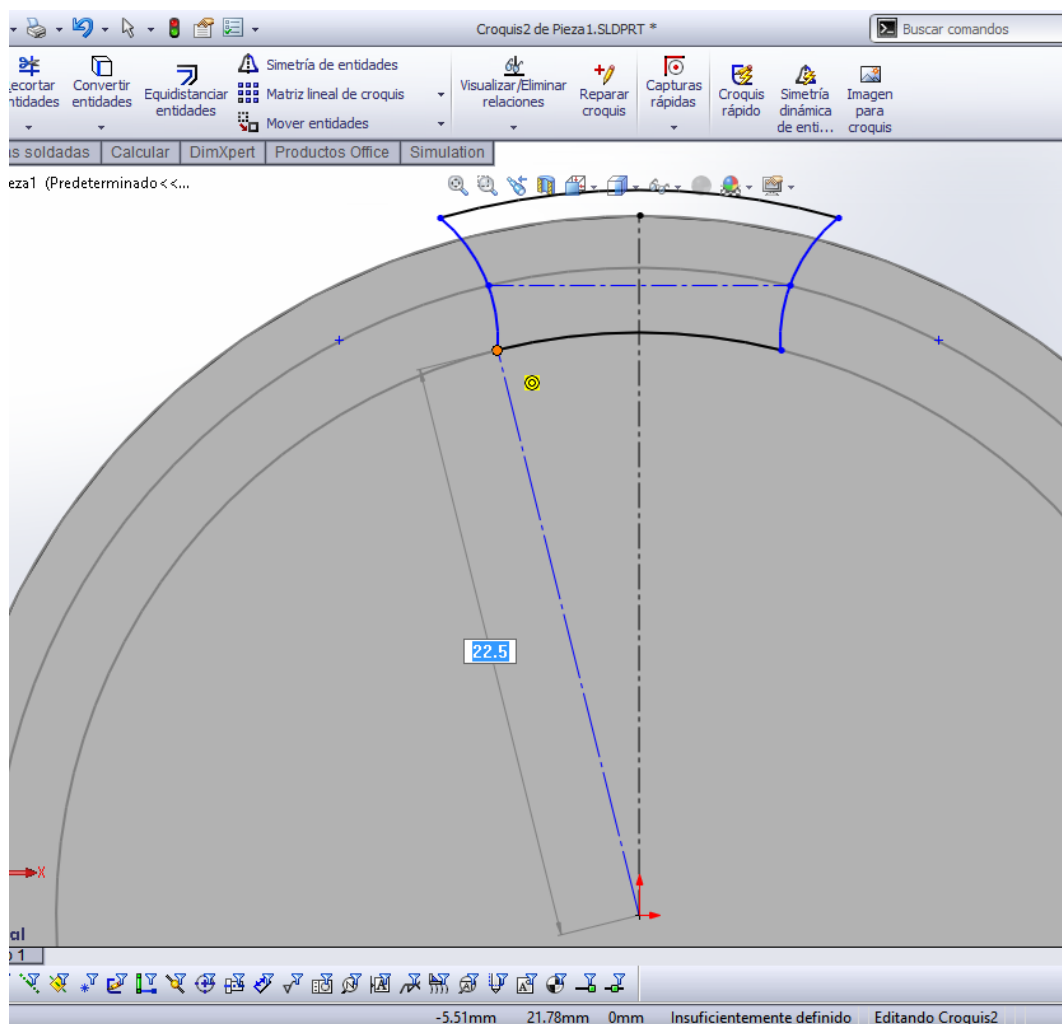 Croquis2 de Pieza1.SLDPRT *
Buscar comandos
ecortar
ntidades
Convertir
entidades
Equidistanciar
entidades
Simetría de entidades
Matriz lineal de croquis
Mover entidades
Visualizar/Eliminar
relaciones
Reparar
croquis
Capturas
rápidas
Croquis
rápido
Simetría
dinámica
de enti...
Imagen
para
croquis
as soldadas
Calcular
DimXpert
Productos Office
Simulation
eza1 (Predeterminado<<...
22.5
X
al
1
-5.51mm 21.78mm 0mm Insuficientemente definido Editando Croquis2